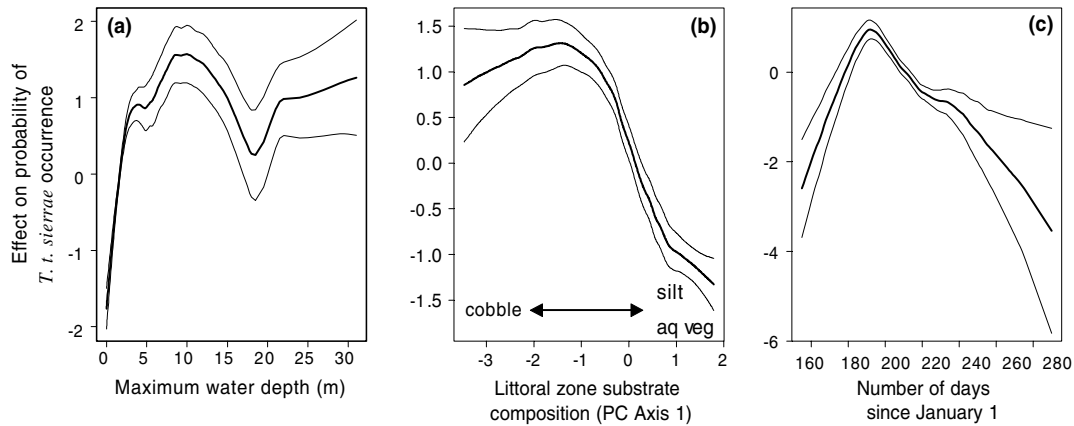 Effect on probability of
T. t. sierrae occurrence
(a)
2
1
0
-1
-2
0 5 10 15 20 25 30
Maximum water depth (m)
(b)
1.5
1.0
0.5
0.0
-0.5
-1.0
-1.5
cobble
silt
aq veg
-3 -2 -1 0 1 2
Littoral zone substrate
composition (PC Axis 1)
(c)
0
-2
-4
-6
160 180 200 220 240 260 280
Number of days
since January 1